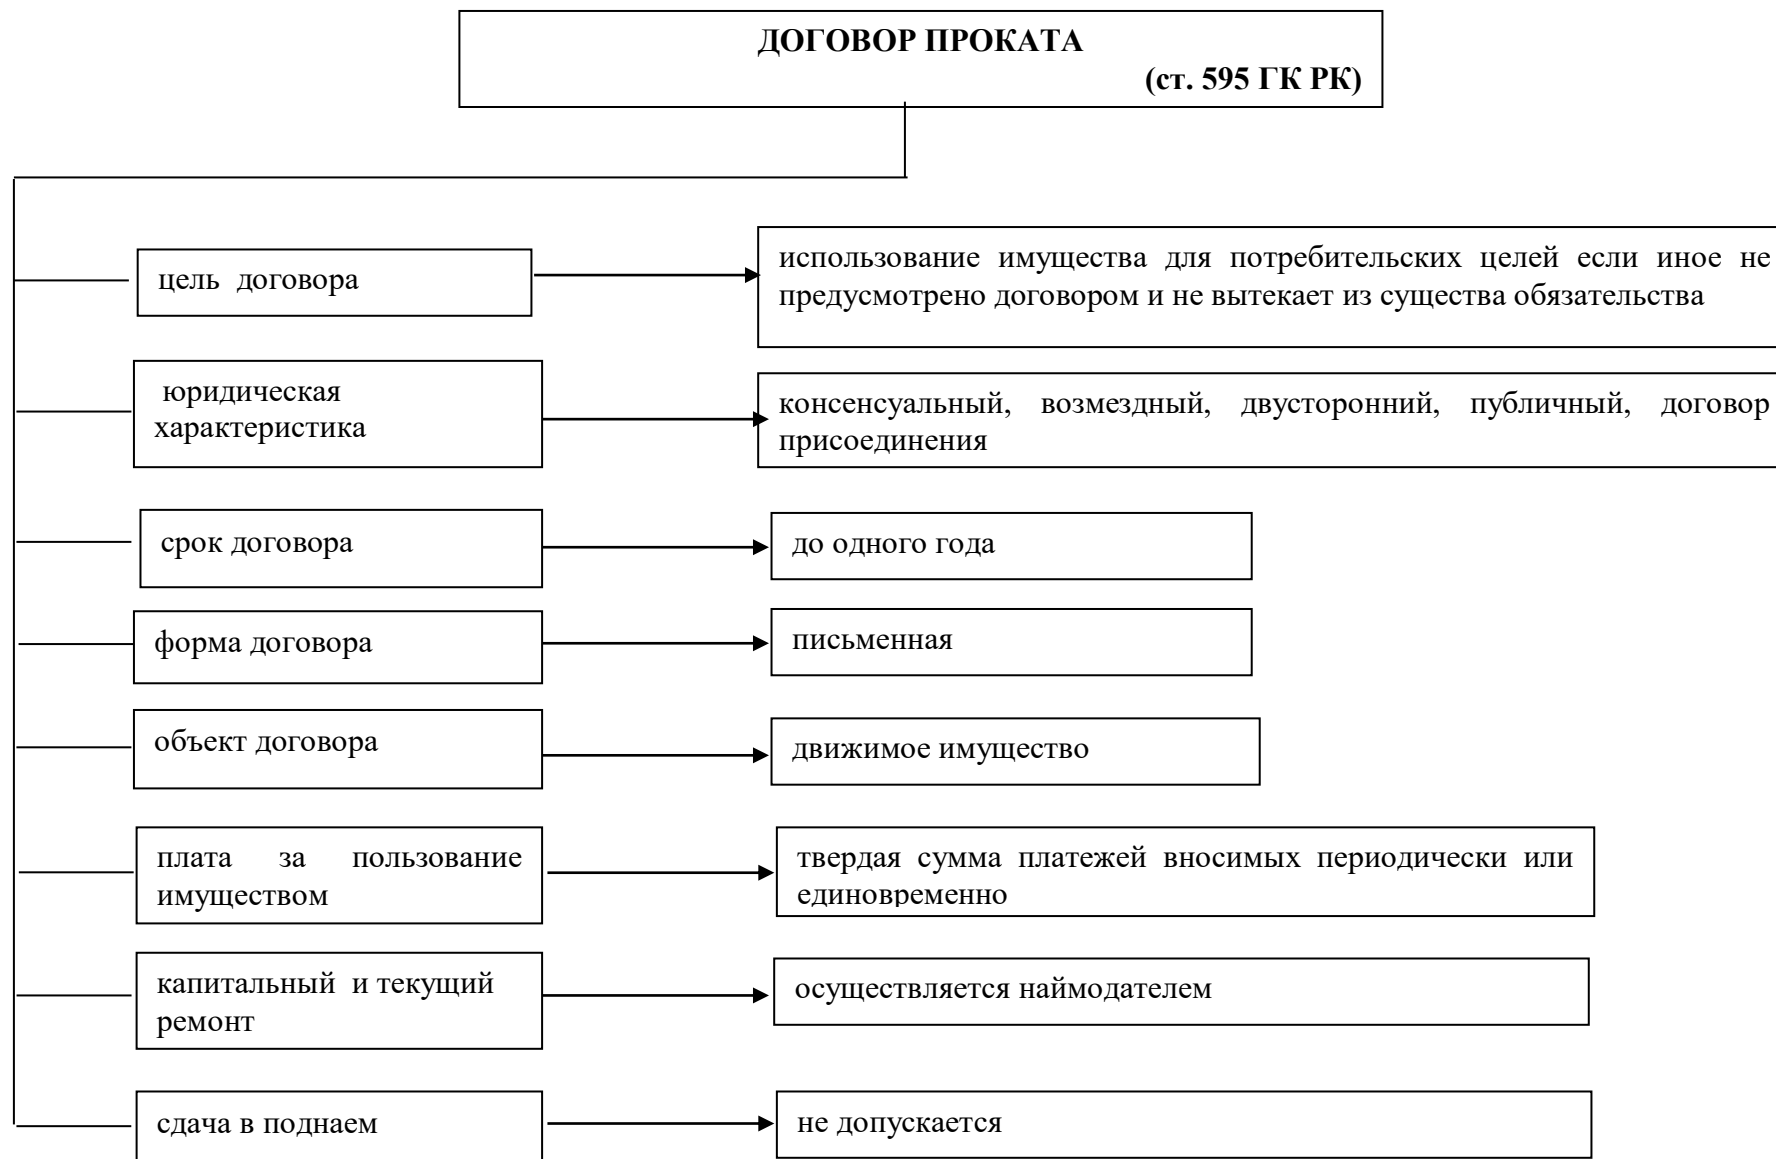 ДОГОВОР ПРОКАТА
(ст. 595 ГК РК)
цель договора
использование имущества для потребительских целей если иное не
предусмотрено договором и не вытекает из существа обязательства
юридическая
характеристика
консенсуальный, возмездный, двусторонний, публичный, договор
присоединения
срок договора
до одного года
форма договора
письменная
объект договора
движимое имущество
плата за пользование
имуществом
твердая сумма платежей вносимых периодически или
единовременно
капитальный и текущий
ремонт
осуществляется наймодателем
сдача в поднаем
не допускается